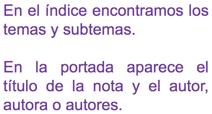 En el índice encontramos los
temas y subtemas.
En la portada aparece el
título de la nota y el autor,
autora o autores.